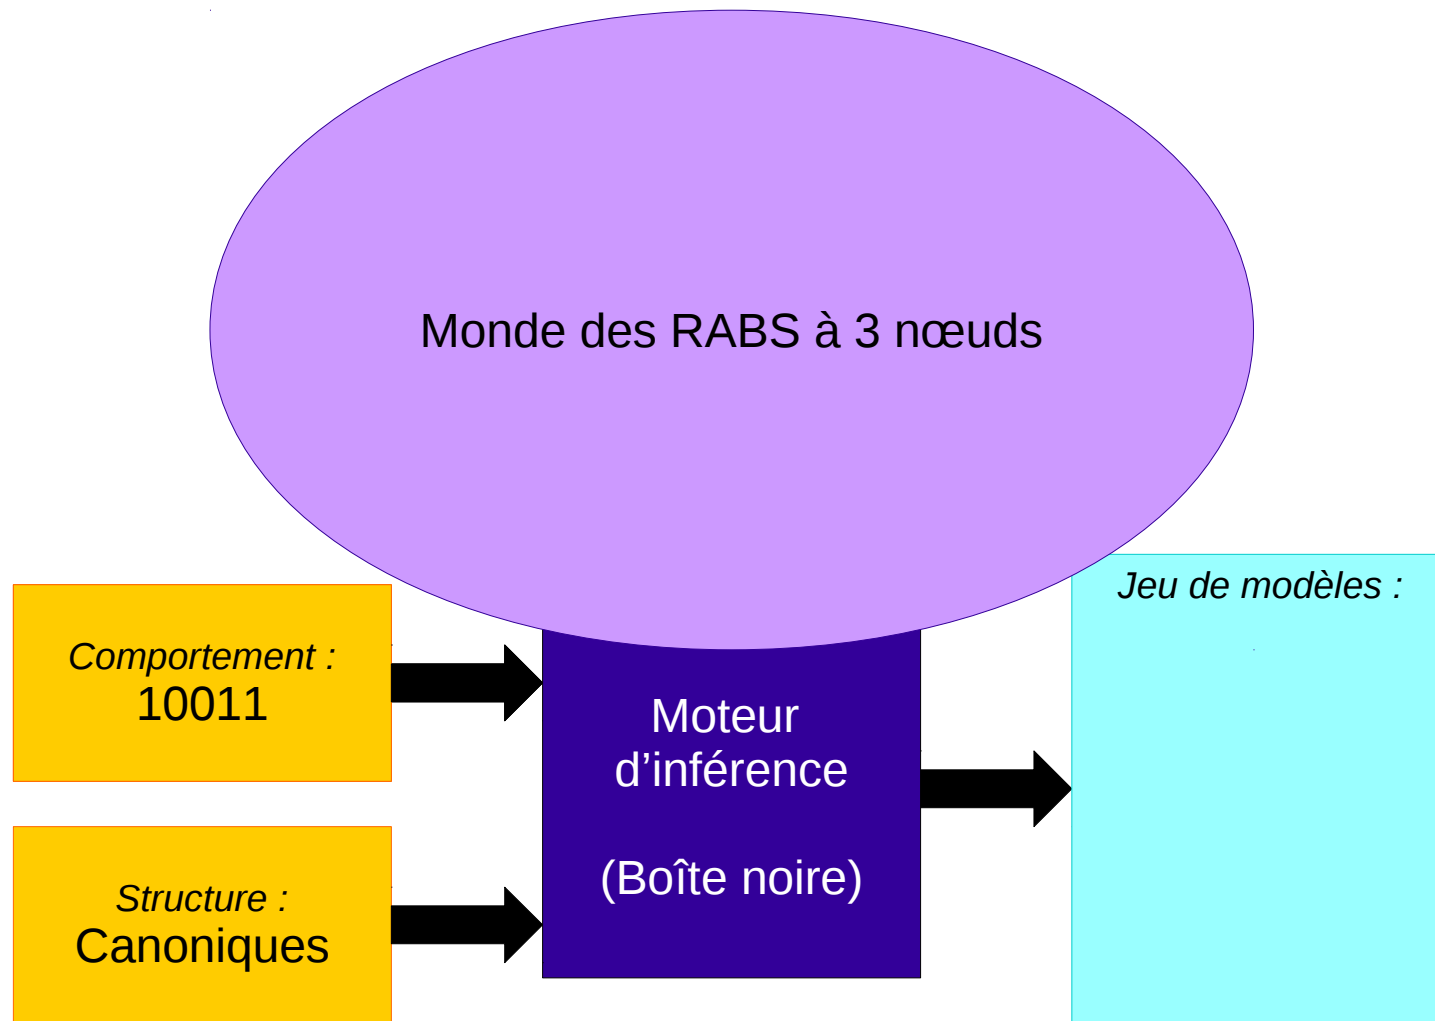 Monde des RABS à 3 nœuds
Jeu de modèles :
Comportement :
10011
Moteur
d’inférence
(Boîte noire)
Structure :
Canoniques